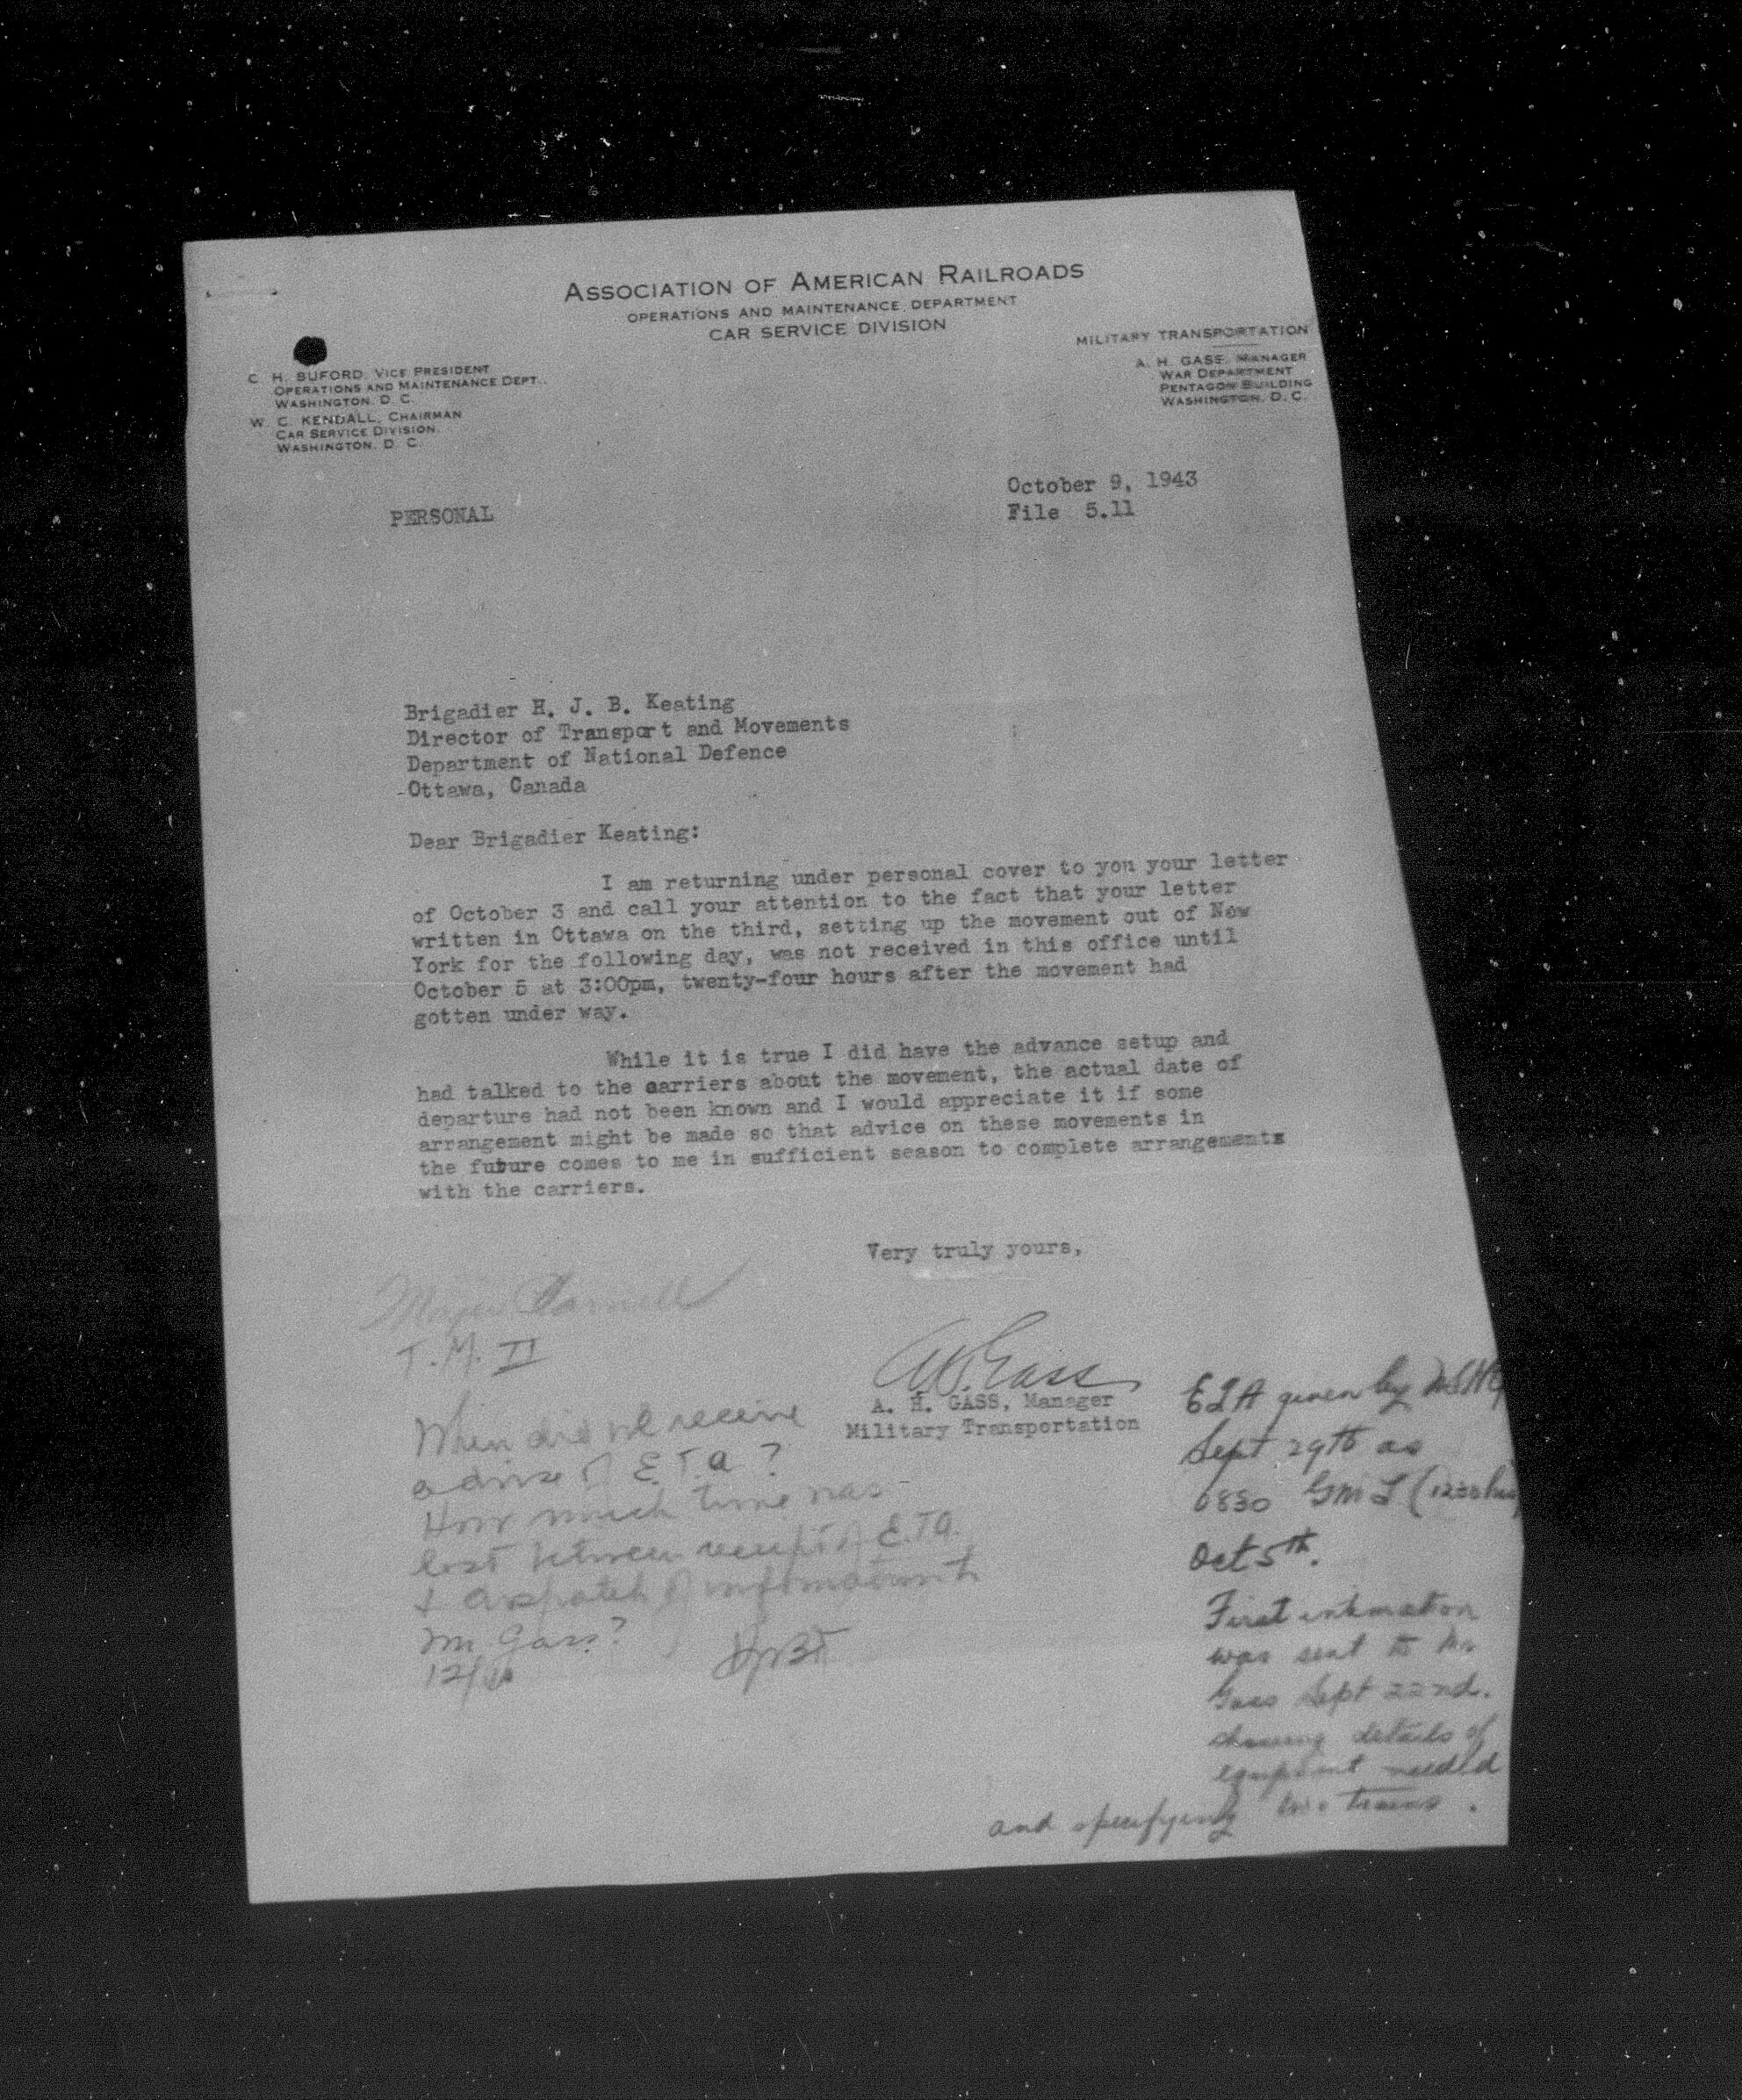 ASSOCIATION OF AMERICAN RAILROADS
OPERATIONS AND MAINTENANCE DEPARTMENT
CAR SERVICE DIVISION
C. H. BUFORD, VICE PRESIDENT
OPERATIONS AND MAINTENANCE DEPT.,
WASHINGTON, D. C.
W. C. KENDALL, CHAIRMAN
CAR SERVICE DIVISION,
WASHINGTON, D. C.
MILITARY TRANSPORTATION
A. H. GASS, MANAGER
WAR DEPARTMENT
PENTAGON BUILDING
WASHINGTON, D. C.
October 9, 1943
File 5.11
PERSONAL
Brigadier H. J. B. Keating
Director of Transport and Movements
Department of National Defence
Ottawa, Canada
Dear Brigadier Keating:
I am returning under personal cover to you your letter
of October 3 and call your attention to the fact that your letter
written in Ottawa on the third, setting up the movement out of New
York for the following day, was not received in this office until
October 5 at 3:00pm, twenty-four hours after the movement had
gotten under way.
While it is true I did have the advance setup and
had talked to the carriers about the movement, the actual date of
departure had not been known and I would appreciate it if some
arrangement might be made so that advice on these movements in
the future comes to me in sufficient season to complete arrangements
with the carriers.
Very truly yours,
A. H. GASS, Manager
Military Transportation
T.M. II
When did we receive
advise of E.T.A?
How much time was
lost between receipt of E.T.A.
& dispatch of information to
Mr. Gass?
ETA given by
Sept 29th as
0830 GMT (1230 hrs)
Oct 5th.
First intimation
was sent to Mr
Gass Sept 22nd.
showing details of
equipment needed
and specifying two trains.